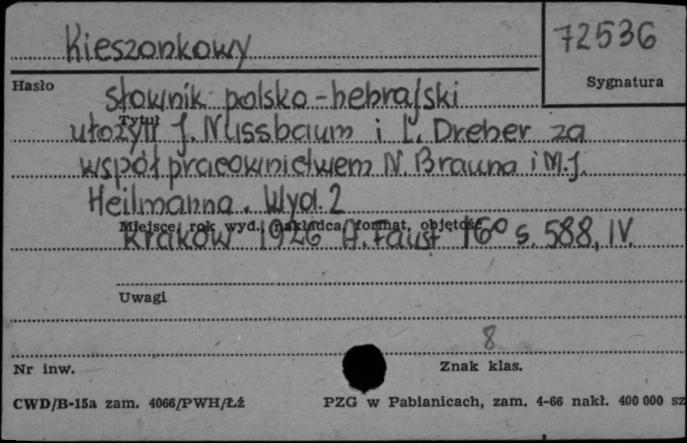 Kieszonkowy
72536
Hasło
Sygnatura
słownik polsko-hebrajski
Tytuł
ułożyli J. Nussbaum i L. Dreher za
współpracownictwem N. Brauna i M.J.
Heilmanna. Wyd. 2
Miejsce, rok wyd., nakładca, format, objętość
Kraków 1926 A. Faust 16° s. 588, IV.
Uwagi
8
Nr inw.
Znak klas.
CWD/B-15a zam. 4066/PWH/Łż
PZG w Pabianicach, zam. 4-66 nakł. 400 000 sz